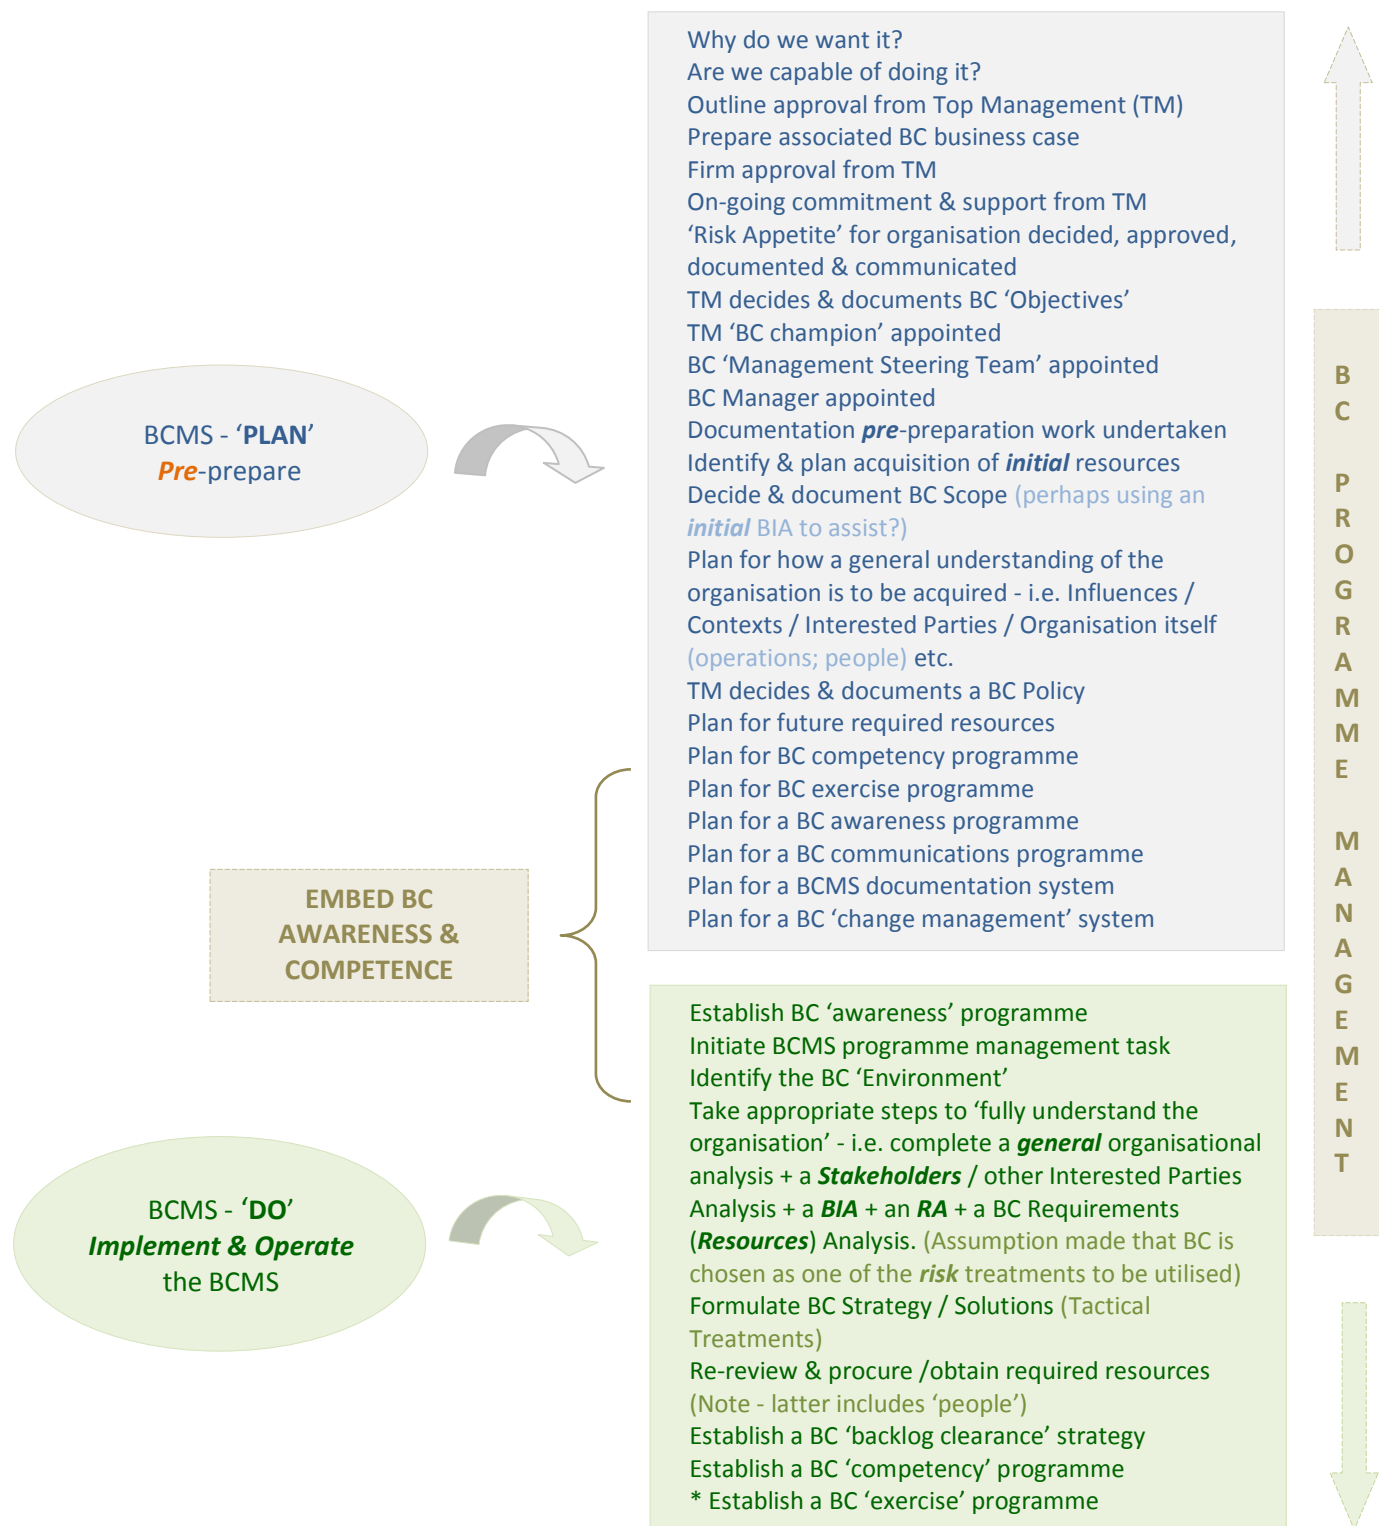 Why do we want it?
Are we capable of doing it?
Outline approval from Top Management (TM)
Prepare associated BC business case
Firm approval from TM
On-going commitment & support from TM
‘Risk Appetite’ for organisation decided, approved,
documented & communicated
TM decides & documents BC ‘Objectives’
TM ‘BC champion’ appointed
BC ‘Management Steering Team’ appointed
BC Manager appointed
Documentation pre-preparation work undertaken
Identify & plan acquisition of initial resources
Decide & document BC Scope (perhaps using an
initial BIA to assist?)
Plan for how a general understanding of the
organisation is to be acquired - i.e. Influences /
Contexts / Interested Parties / Organisation itself
(operations; people) etc.
TM decides & documents a BC Policy
Plan for future required resources
Plan for BC competency programme
Plan for BC exercise programme
Plan for a BC awareness programme
Plan for a BC communications programme
Plan for a BCMS documentation system
Plan for a BC ‘change management’ system
BCMS - ‘PLAN’
Pre-prepare
EMBED BC
AWARENESS &
COMPETENCE
Establish BC ‘awareness’ programme
Initiate BCMS programme management task
Identify the BC ‘Environment’
Take appropriate steps to ‘fully understand the
organisation’ - i.e. complete a general organisational
analysis + a Stakeholders / other Interested Parties
Analysis + a BIA + an RA + a BC Requirements
(Resources) Analysis. (Assumption made that BC is
chosen as one of the risk treatments to be utilised)
Formulate BC Strategy / Solutions (Tactical
Treatments)
Re-review & procure /obtain required resources
(Note - latter includes ‘people’)
Establish a BC ‘backlog clearance’ strategy
Establish a BC ‘competency’ programme
* Establish a BC ‘exercise’ programme
BCMS - ‘DO’
Implement & Operate
the BCMS
B
C
P
R
O
G
R
A
M
M
E
M
A
N
A
G
E
M
E
N
T